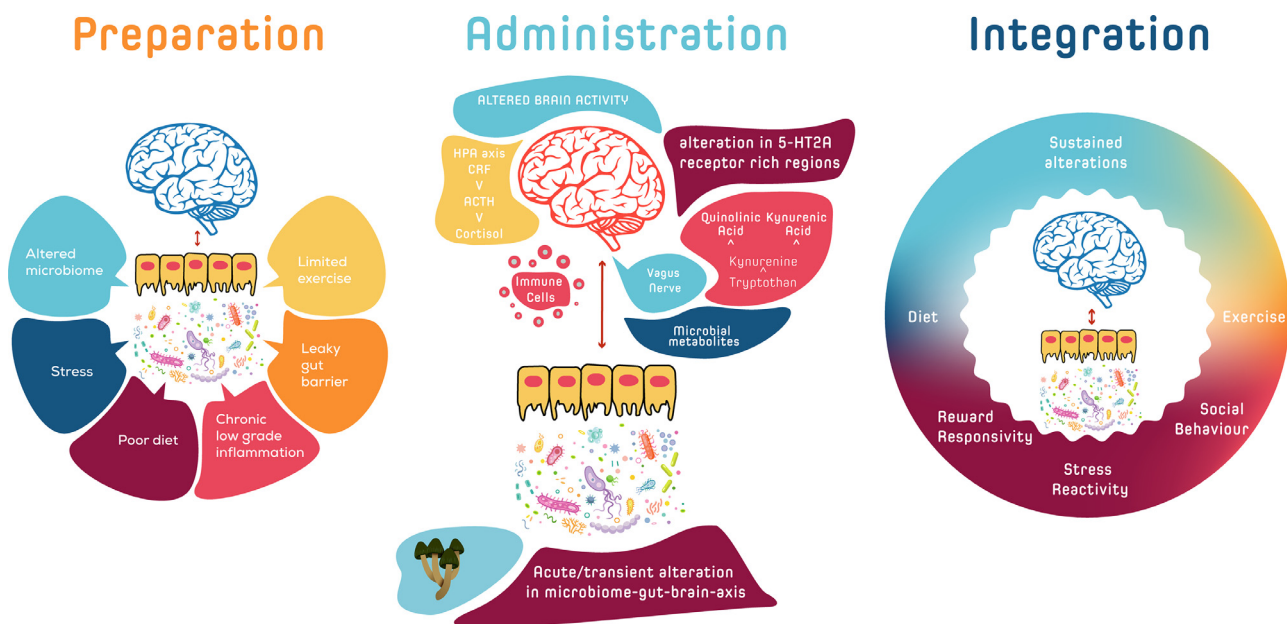 Preparation
Altered
microbiome
Limited
exercise
Stress
Leaky
gut
barrier
Poor diet
Chronic
low grade
inflammation
Administration
ALTERED BRAIN ACTIVITY
HPA axis
CRF
V
ACTH
V
Cortisol
alteration in 5-HT2A
receptor rich regions
Quinolinic Kynurenic
Acid Acid
^ ^
Kynurenine
^
Tryptothan
Immune
Cells
Vagus
Nerve
Microbial
metabolites
Acute/transient alteration
in microbiome-gut-brain-axis
Integration
Sustained
alterations
Diet
Exercise
Reward
Responsivity
Social
Behaviour
Stress
Reactivity